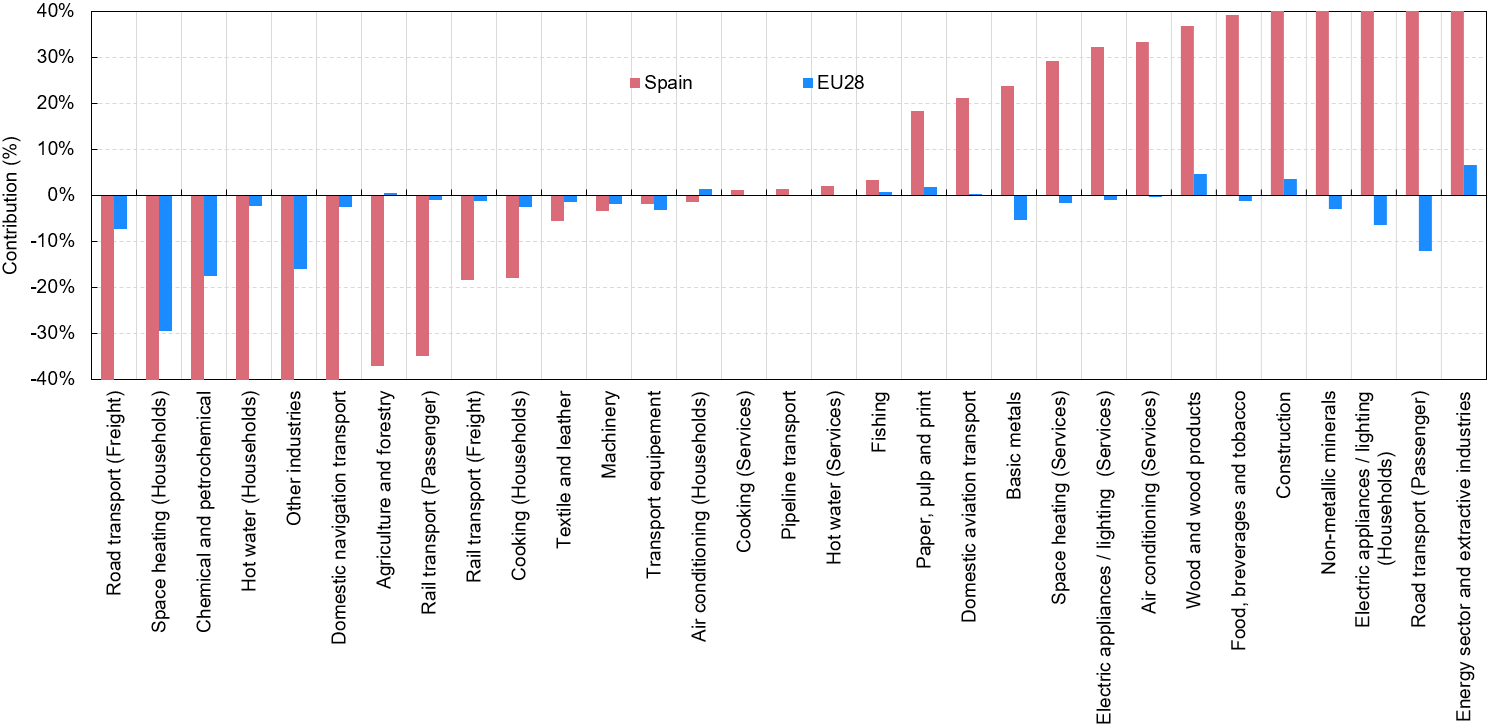 40%
30%
20%
10%
0%
-10%
-20%
-30%
-40%
Contribution (%)
Spain
EU28
Road transport (Freight)
Space heating (Households)
Chemical and petrochemical
Hot water (Households)
Other industries
Domestic navigation transport
Agriculture and forestry
Rail transport (Passenger)
Rail transport (Freight)
Cooking (Households)
Textile and leather
Machinery
Transport equipement
Air conditioning (Households)
Cooking (Services)
Pipeline transport
Hot water (Services)
Fishing
Paper, pulp and print
Domestic aviation transport
Basic metals
Space heating (Services)
Electric appliances / lighting (Services)
Air conditioning (Services)
Wood and wood products
Food, breverages and tobacco
Construction
Non-metallic minerals
Electric appliances / lighting
(Households)
Road transport (Passenger)
Energy sector and extractive industries